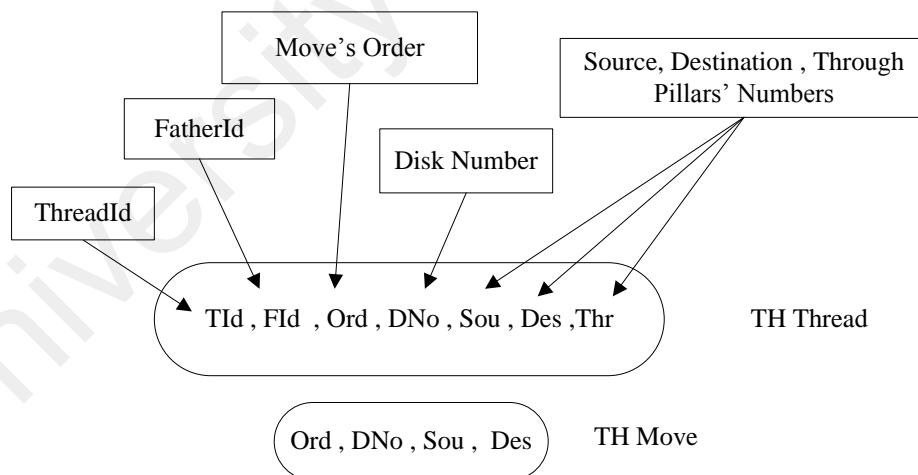 Move's Order
Source, Destination , Through
Pillars' Numbers
FatherId
Disk Number
ThreadId
TId , FId , Ord , DNo , Sou , Des ,Thr
TH Thread
Ord , DNo , Sou , Des
TH Move
University